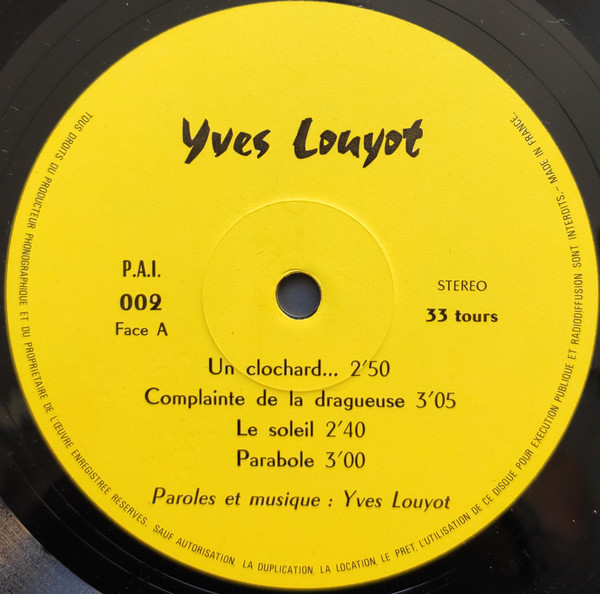 Yves Louyot
P.A.I.
002
Face A
STEREO
33 tours
Un clochard... 2'50
Complainte de la dragueuse 3'05
Le soleil 2'40
Parabole 3'00
Paroles et musique : Yves Louyot
TOUS DROITS DU PRODUCTEUR PHONOGRAPHIQUE ET DU PROPRIETAIRE DE L'ŒUVRE ENREGISTREE RESERVES. SAUF AUTORISATION, LA DUPLICATION, LA LOCATION, LE PRET, L'UTILISATION DE CE DISQUE POUR EXECUTION PUBLIQUE ET RADIODIFFUSION SONT INTERDITS. - MADE IN FRANCE.